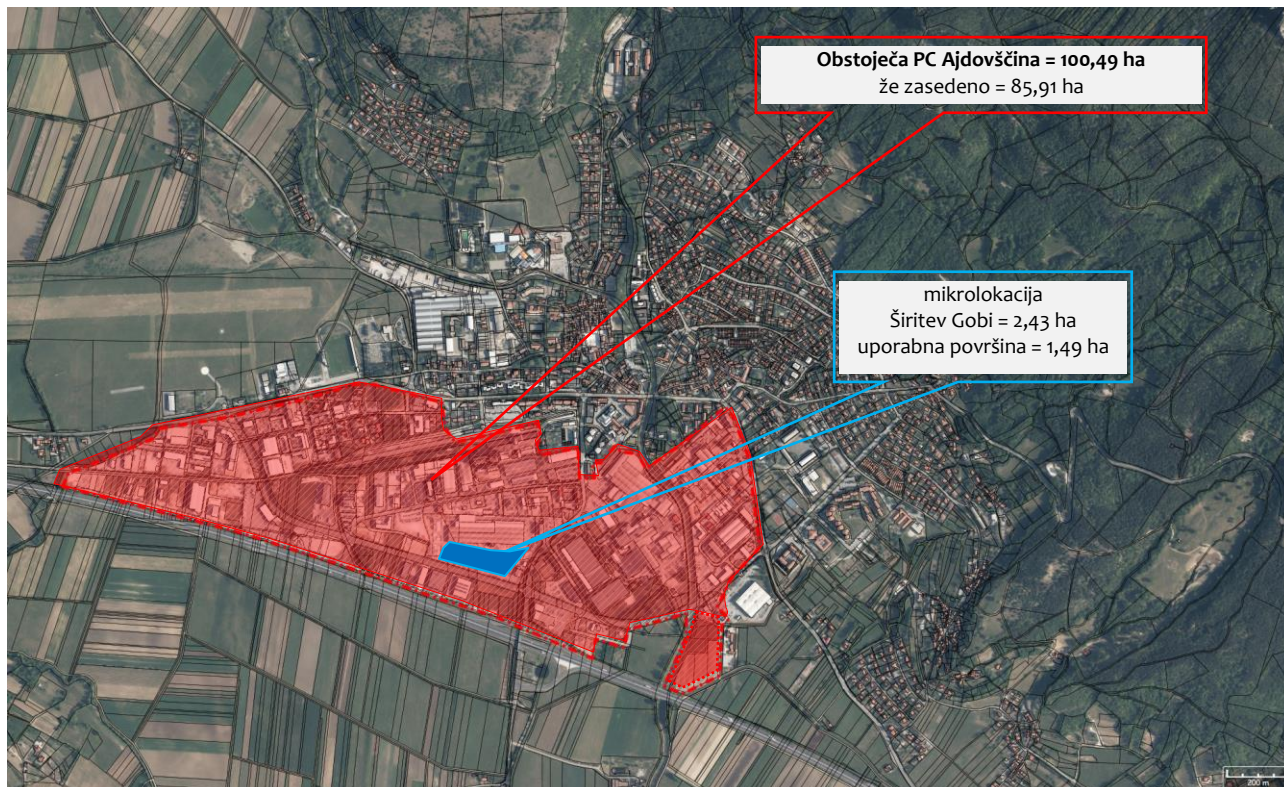 Obstoječa PC Ajdovščina = 100,49 ha
že zasedeno = 85,91 ha
mikrolokacija
Širitev Gobi = 2,43 ha
uporabna površina = 1,49 ha
200 m